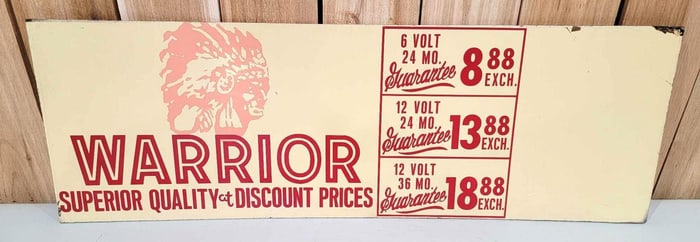 WARRIOR
SUPERIOR QUALITY at DISCOUNT PRICES
6 VOLT
24 MO.
Guarantee 8 88
EXCH.
12 VOLT
24 MO.
Guarantee 13 88
EXCH.
12 VOLT
36 MO.
Guarantee 18 88
EXCH.